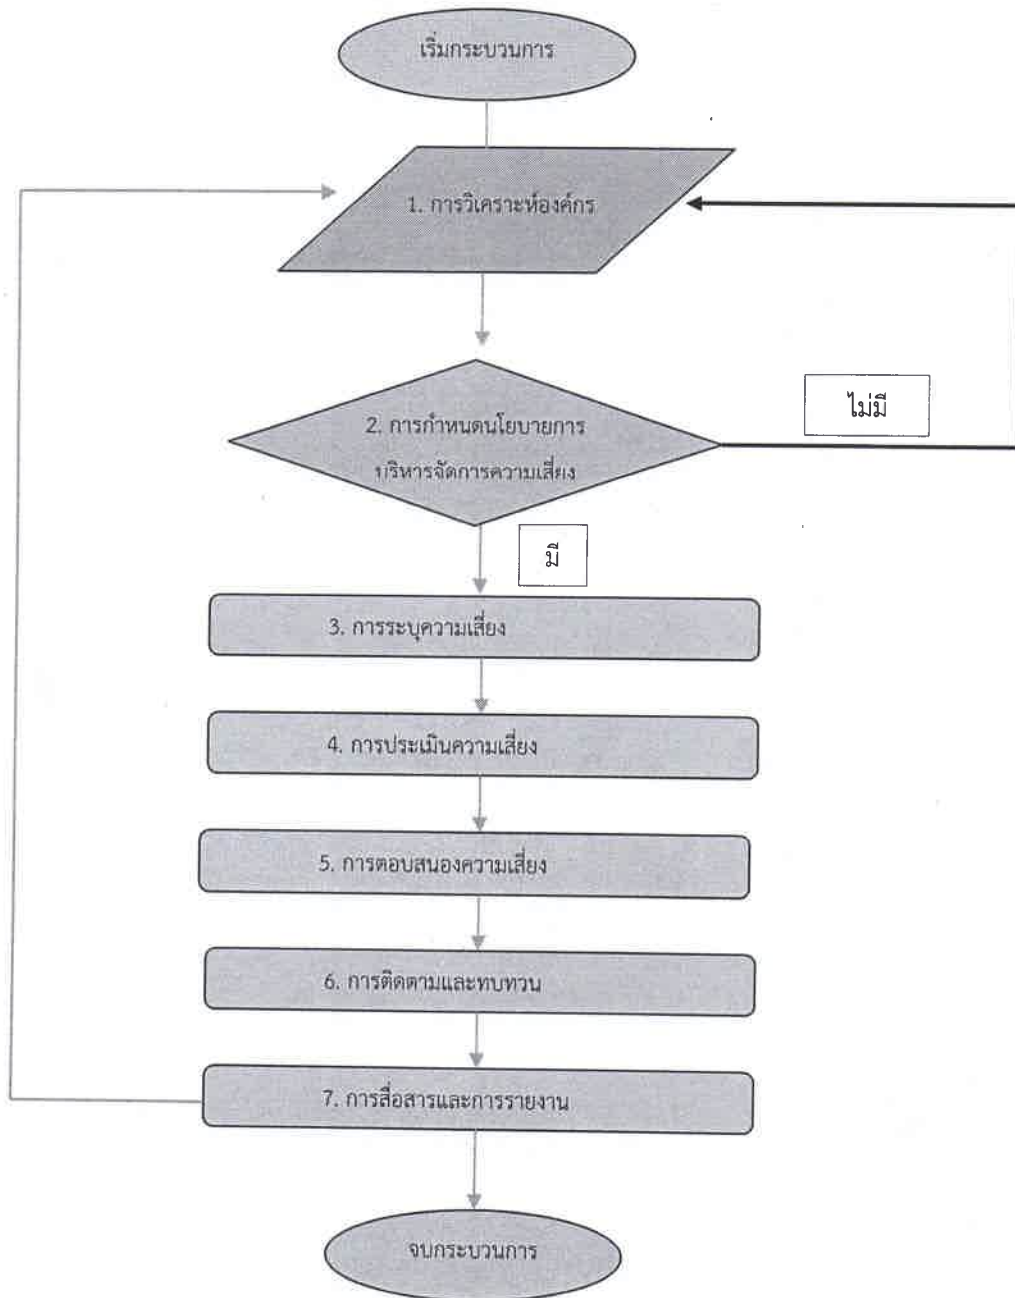 เริ่มกระบวนการ
1. การวิเคราะห์องค์กร
2. การกำหนดนโยบายการ
บริหารจัดการความเสี่ยง
ไม่มี
มี
3. การระบุความเสี่ยง
4. การประเมินความเสี่ยง
5. การตอบสนองความเสี่ยง
6. การติดตามและทบทวน
7. การสื่อสารและการรายงาน
จบกระบวนการ